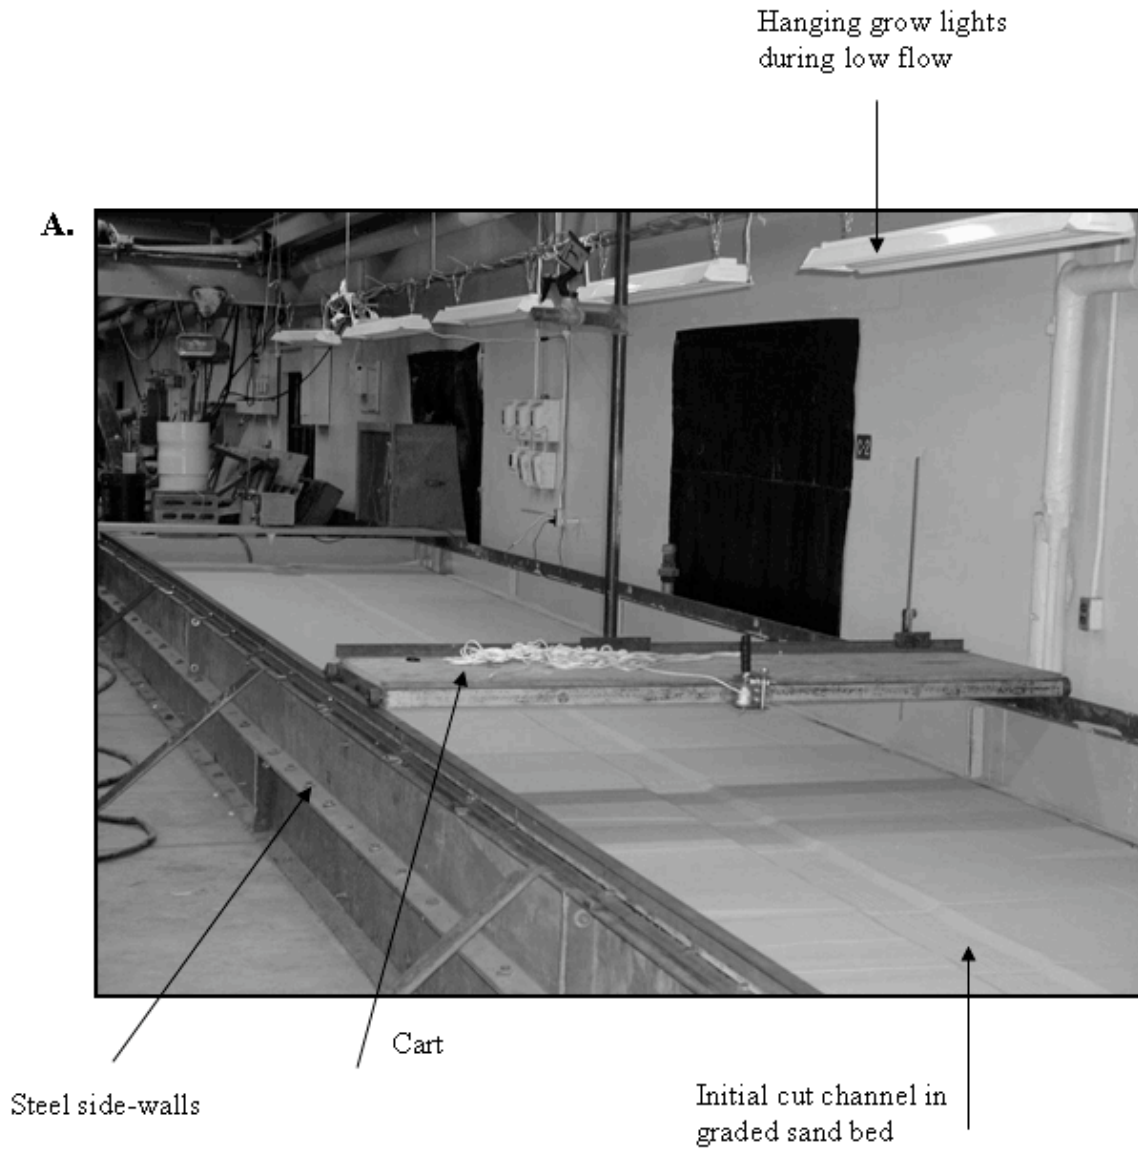 Hanging grow lights
during low flow
A.
Cart
Steel side-walls
Initial cut channel in
graded sand bed